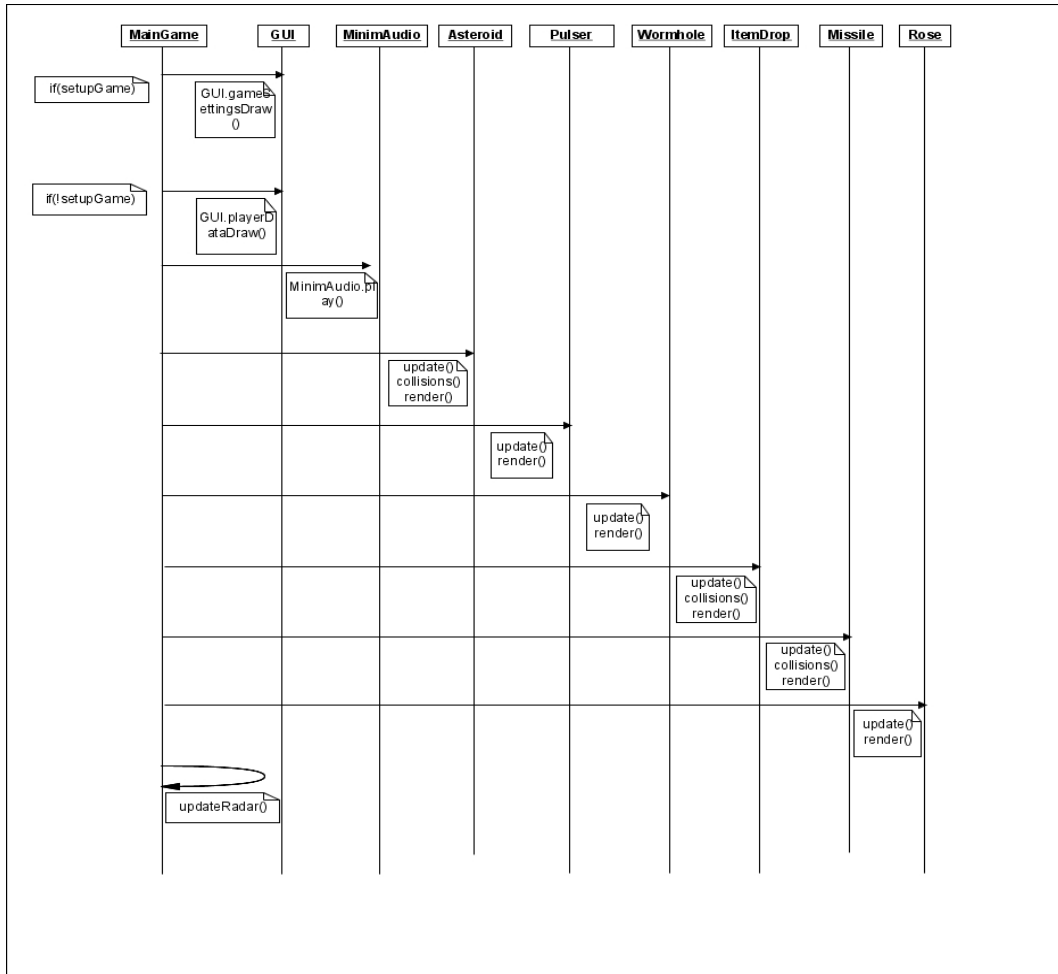 MainGame GUI MinimAudio Asteroid Pulser Wormhole ItemDrop Missile Rose
if(setupGame)
GUI.gameS
ettingsDraw
()
if(!setupGame)
GUI.playerD
ataDraw()
MinimAudio.pl
ay()
update()
collisions()
render()
update()
render()
update()
render()
update()
collisions()
render()
update()
collisions()
render()
update()
render()
updateRadar()